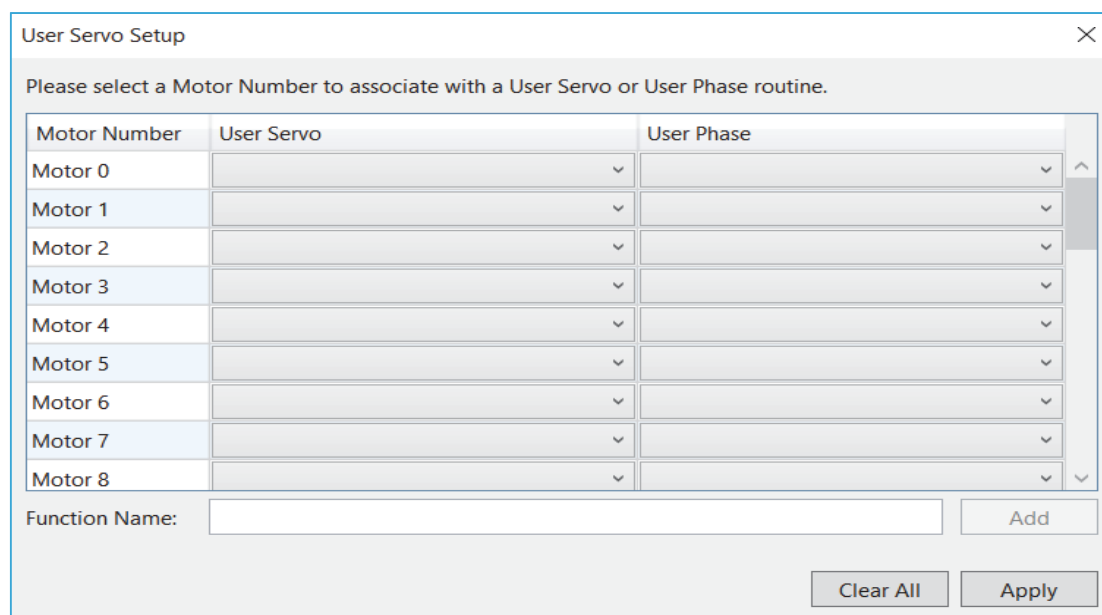 User Servo Setup
Please select a Motor Number to associate with a User Servo or User Phase routine.
Motor Number User Servo User Phase
Motor 0
Motor 1
Motor 2
Motor 3
Motor 4
Motor 5
Motor 6
Motor 7
Motor 8
Function Name: Add
Clear All Apply